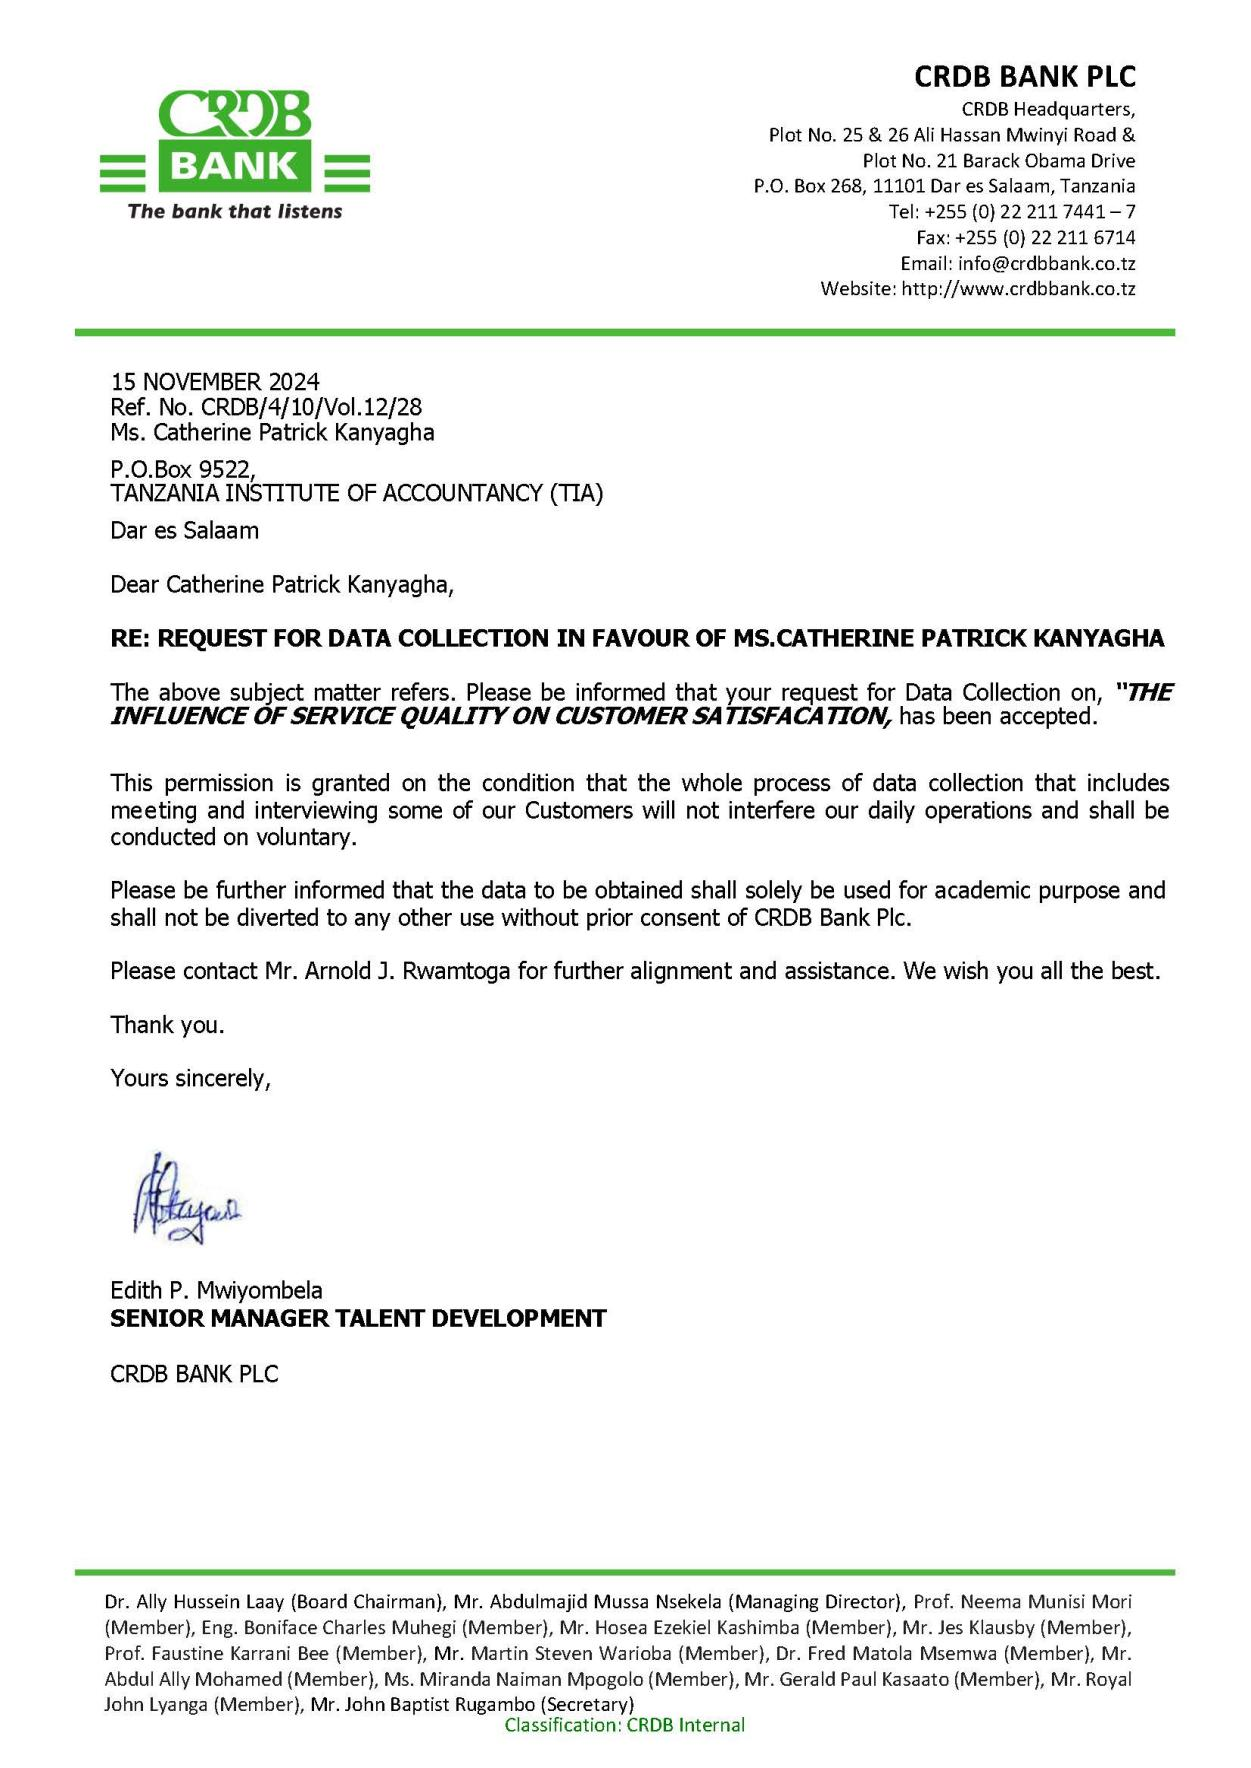 CRDB
BANK
The bank that listens
CRDB BANK PLC
CRDB Headquarters,
Plot No. 25 & 26 Ali Hassan Mwinyi Road &
Plot No. 21 Barack Obama Drive
P.O. Box 268, 11101 Dar es Salaam, Tanzania
Tel: +255 (0) 22 211 7441 – 7
Fax: +255 (0) 22 211 6714
Email: info@crdbbank.co.tz
Website: http://www.crdbbank.co.tz
15 NOVEMBER 2024
Ref. No. CRDB/4/10/Vol.12/28
Ms. Catherine Patrick Kanyagha
P.O.Box 9522,
TANZANIA INSTITUTE OF ACCOUNTANCY (TIA)
Dar es Salaam
Dear Catherine Patrick Kanyagha,
RE: REQUEST FOR DATA COLLECTION IN FAVOUR OF MS.CATHERINE PATRICK KANYAGHA
The above subject matter refers. Please be informed that your request for Data Collection on, "THE
INFLUENCE OF SERVICE QUALITY ON CUSTOMER SATISFACATION, has been accepted.
This permission is granted on the condition that the whole process of data collection that includes
meeting and interviewing some of our Customers will not interfere our daily operations and shall be
conducted on voluntary.
Please be further informed that the data to be obtained shall solely be used for academic purpose and
shall not be diverted to any other use without prior consent of CRDB Bank Plc.
Please contact Mr. Arnold J. Rwamtoga for further alignment and assistance. We wish you all the best.
Thank you.
Yours sincerely,
Edith P. Mwiyombela
SENIOR MANAGER TALENT DEVELOPMENT
CRDB BANK PLC
Dr. Ally Hussein Laay (Board Chairman), Mr. Abdulmajid Mussa Nsekela (Managing Director), Prof. Neema Munisi Mori
(Member), Eng. Boniface Charles Muhegi (Member), Mr. Hosea Ezekiel Kashimba (Member), Mr. Jes Klausby (Member),
Prof. Faustine Karrani Bee (Member), Mr. Martin Steven Warioba (Member), Dr. Fred Matola Msemwa (Member), Mr.
Abdul Ally Mohamed (Member), Ms. Miranda Naiman Mpogolo (Member), Mr. Gerald Paul Kasaato (Member), Mr. Royal
John Lyanga (Member), Mr. John Baptist Rugambo (Secretary)
Classification: CRDB Internal